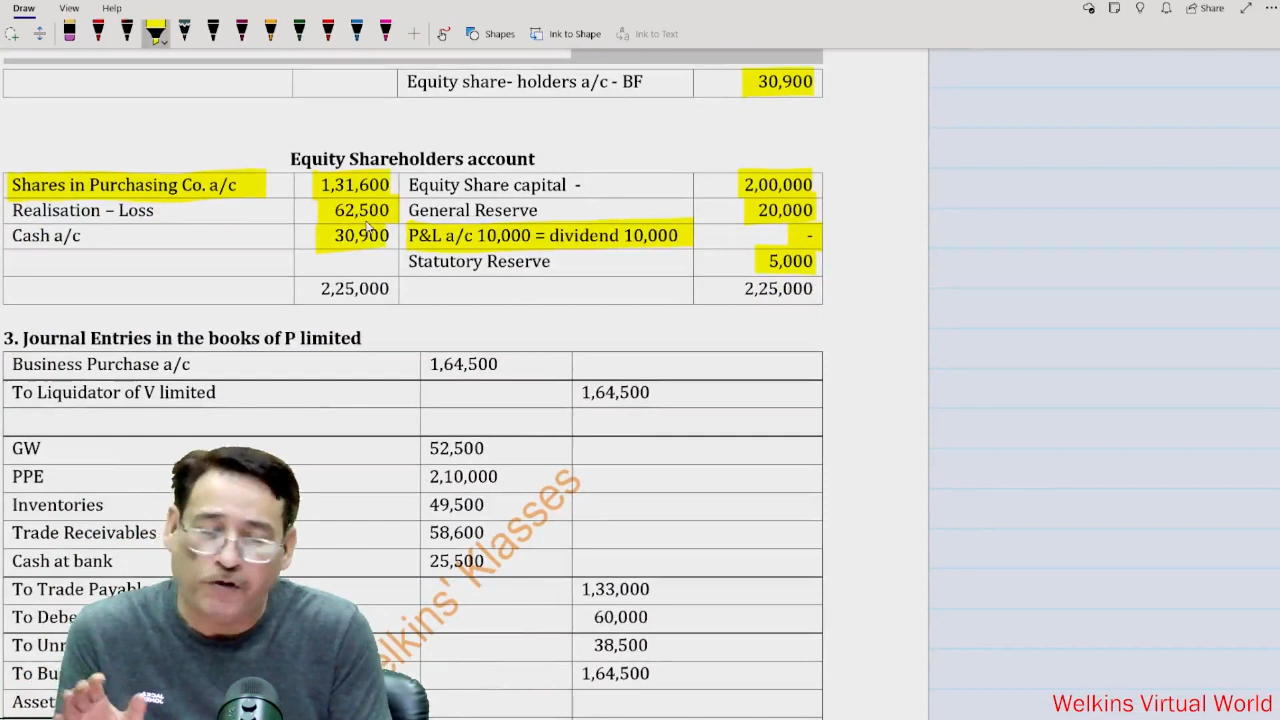 Draw View Help
Shapes Ink to Shape Ink to Text Share
Equity share- holders a/c - BF 30,900
Equity Shareholders account
Shares in Purchasing Co. a/c 1,31,600 Equity Share capital - 2,00,000
Realisation – Loss 62,500 General Reserve 20,000
Cash a/c 30,900 P&L a/c 10,000 = dividend 10,000 -
Statutory Reserve 5,000
2,25,000 2,25,000
3. Journal Entries in the books of P limited
Business Purchase a/c 1,64,500
To Liquidator of V limited 1,64,500
GW 52,500
PPE 2,10,000
Inventories 49,500
Trade Receivables 58,600
Cash at bank 25,500
To Trade Paya 1,33,000
To Debe 60,000
To Unr 38,500
To Bu 1,64,500
Asset
elkins' Klasses
Welkins Virtual World